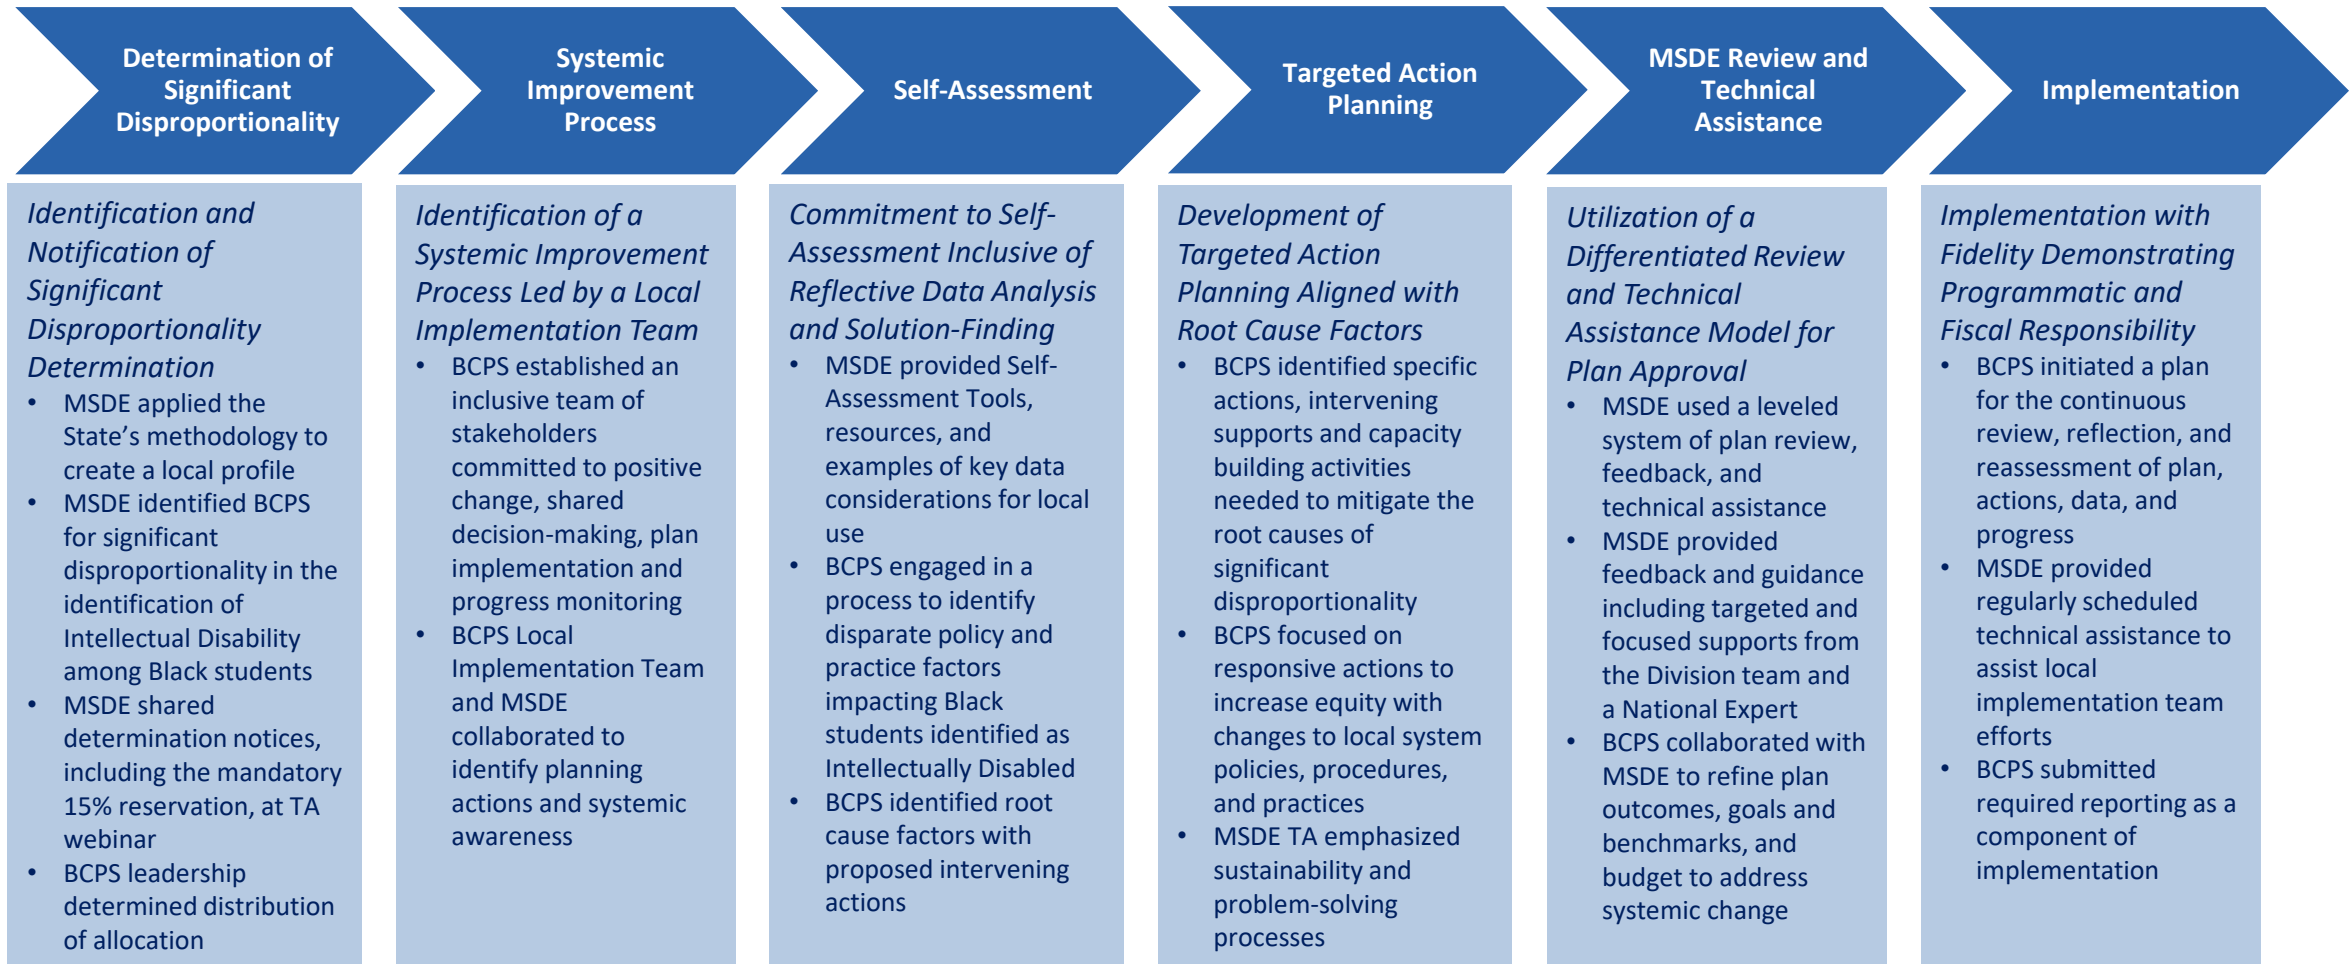 Determination of
Significant
Disproportionality
Systemic
Improvement
Process
Self-Assessment
Targeted Action
Planning
MSDE Review and
Technical
Assistance
Implementation
Identification and
Notification of
Significant
Disproportionality
Determination
• MSDE applied the
State’s methodology to
create a local profile
• MSDE identified BCPS
for significant
disproportionality in the
identification of
Intellectual Disability
among Black students
• MSDE shared
determination notices,
including the mandatory
15% reservation, at TA
webinar
• BCPS leadership
determined distribution
of allocation
Identification of a
Systemic Improvement
Process Led by a Local
Implementation Team
• BCPS established an
inclusive team of
stakeholders
committed to positive
change, shared
decision-making, plan
implementation and
progress monitoring
• BCPS Local
Implementation Team
and MSDE
collaborated to
identify planning
actions and systemic
awareness
Commitment to Self-
Assessment Inclusive of
Reflective Data Analysis
and Solution-Finding
• MSDE provided Self-
Assessment Tools,
resources, and
examples of key data
considerations for local
use
• BCPS engaged in a
process to identify
disparate policy and
practice factors
impacting Black
students identified as
Intellectually Disabled
• BCPS identified root
cause factors with
proposed intervening
actions
Development of
Targeted Action
Planning Aligned with
Root Cause Factors
• BCPS identified specific
actions, intervening
supports and capacity
building activities
needed to mitigate the
root causes of
significant
disproportionality
• BCPS focused on
responsive actions to
increase equity with
changes to local system
policies, procedures,
and practices
• MSDE TA emphasized
sustainability and
problem-solving
processes
Utilization of a
Differentiated Review
and Technical
Assistance Model for
Plan Approval
• MSDE used a leveled
system of plan review,
feedback, and
technical assistance
• MSDE provided
feedback and guidance
including targeted and
focused supports from
the Division team and
a National Expert
• BCPS collaborated with
MSDE to refine plan
outcomes, goals and
benchmarks, and
budget to address
systemic change
Implementation with
Fidelity Demonstrating
Programmatic and
Fiscal Responsibility
• BCPS initiated a plan
for the continuous
review, reflection, and
reassessment of plan,
actions, data, and
progress
• MSDE provided
regularly scheduled
technical assistance to
assist local
implementation team
efforts
• BCPS submitted
required reporting as a
component of
implementation